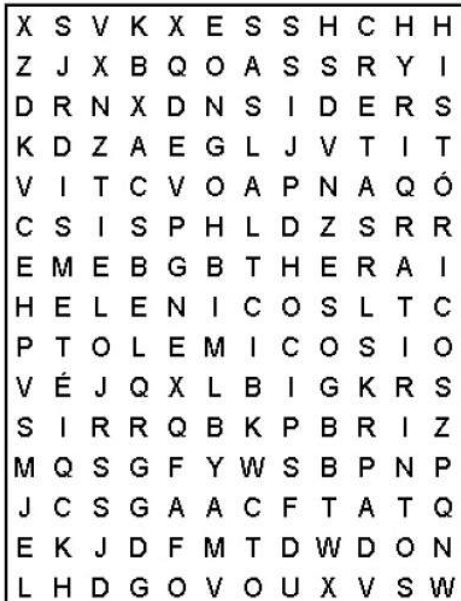 X S V K X E S S H C H H
Z J X B Q O A S S R Y I
D R N X D N S I D E R S
K D Z A E G L J V T I T
V I T C V O A P N A Q Ó
C S I S P H L D Z S R R
E M E B G B T H E R A I
H E L E N I C O S L T C
P T O L E M I C O S I O
V É J Q X L B I G K R S
S I R R Q B K P B R I Z
M Q S G F Y W S B P N P
J C S G A A C F T A T Q
E K J D F M T D W D O N
L H D G O V O U X V S W